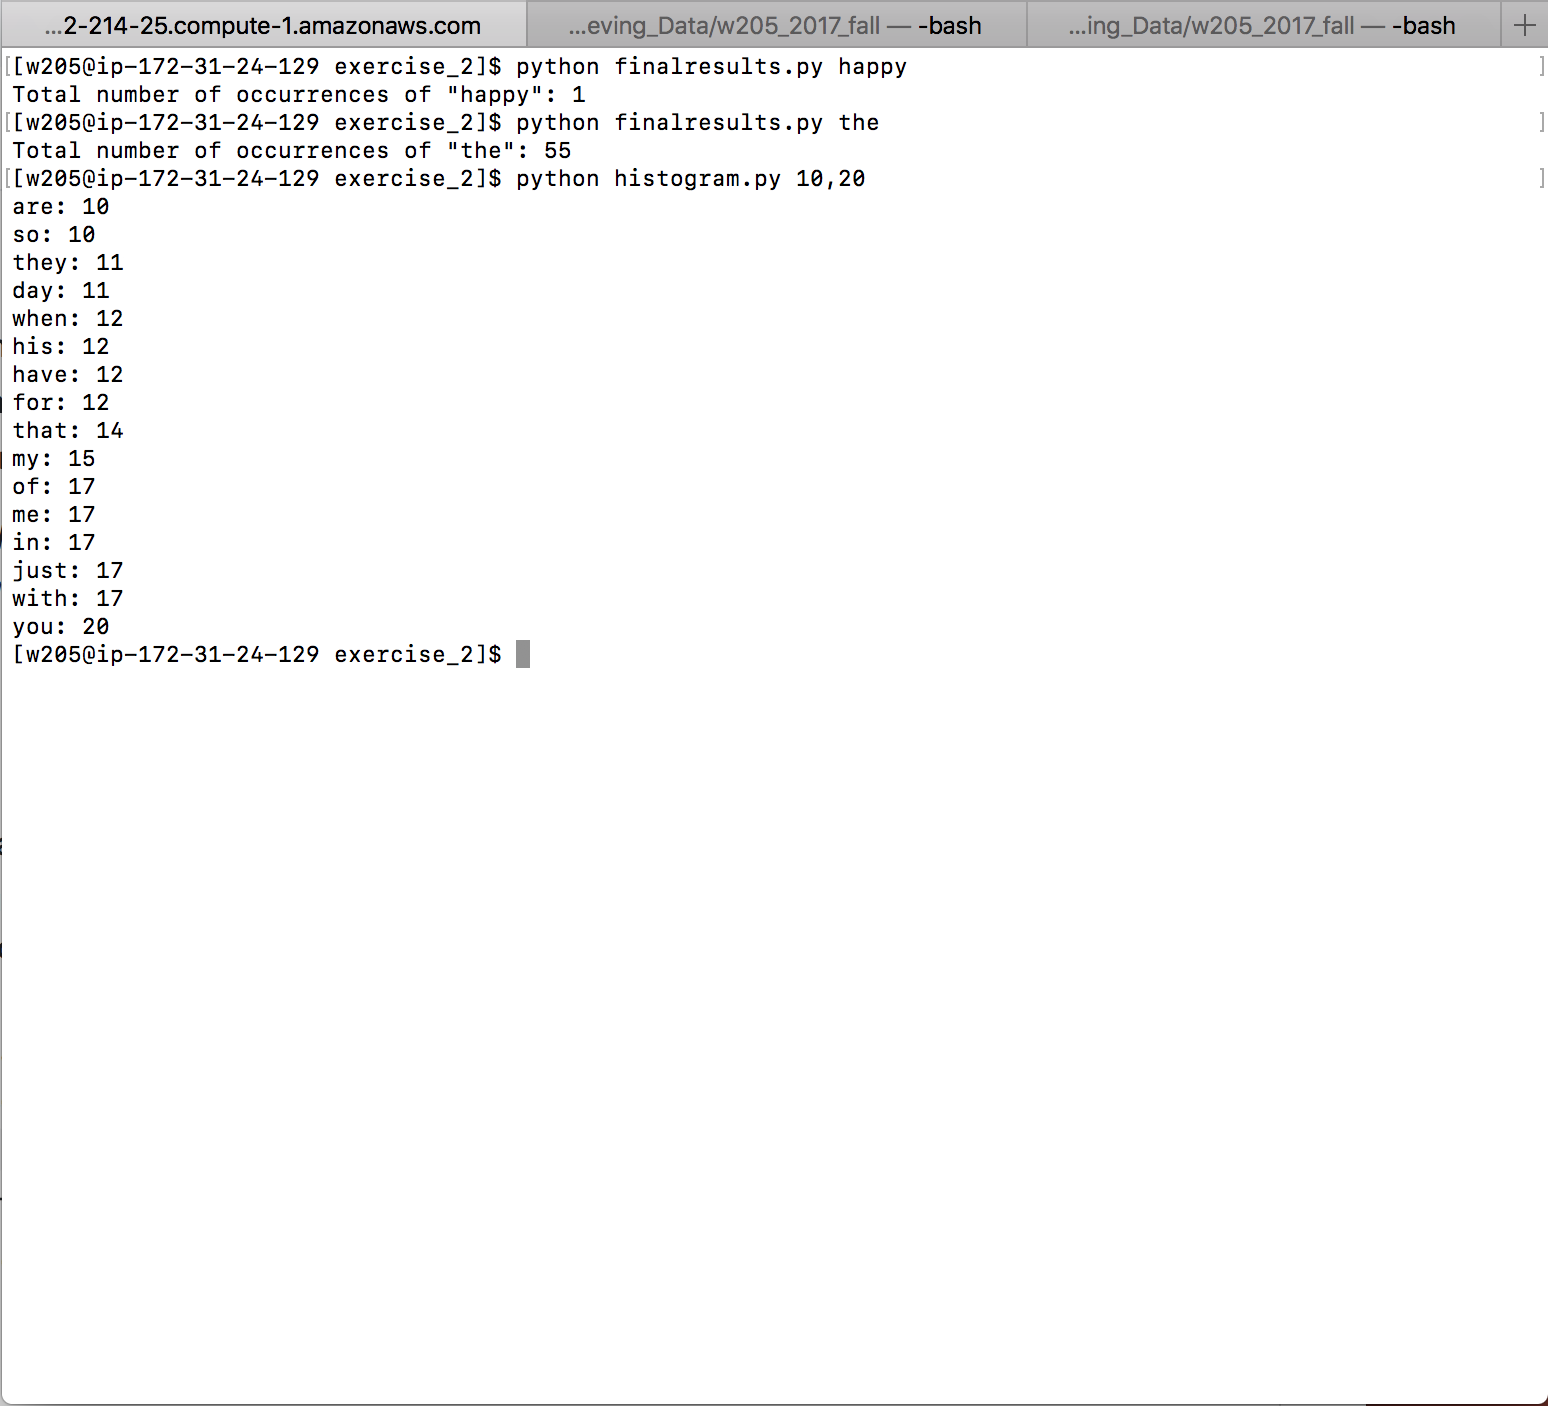 ...2-214-25.compute-1.amazonaws.com
...eving_Data/w205_2017_fall — -bash
...ing_Data/w205_2017_fall — -bash
[[w205@ip-172-31-24-129 exercise_2]$ python finalresults.py happy ]
Total number of occurrences of "happy": 1
[[w205@ip-172-31-24-129 exercise_2]$ python finalresults.py the ]
Total number of occurrences of "the": 55
[[w205@ip-172-31-24-129 exercise_2]$ python histogram.py 10,20 ]
are: 10
so: 10
they: 11
day: 11
when: 12
his: 12
have: 12
for: 12
that: 14
my: 15
of: 17
me: 17
in: 17
just: 17
with: 17
you: 20
[w205@ip-172-31-24-129 exercise_2]$